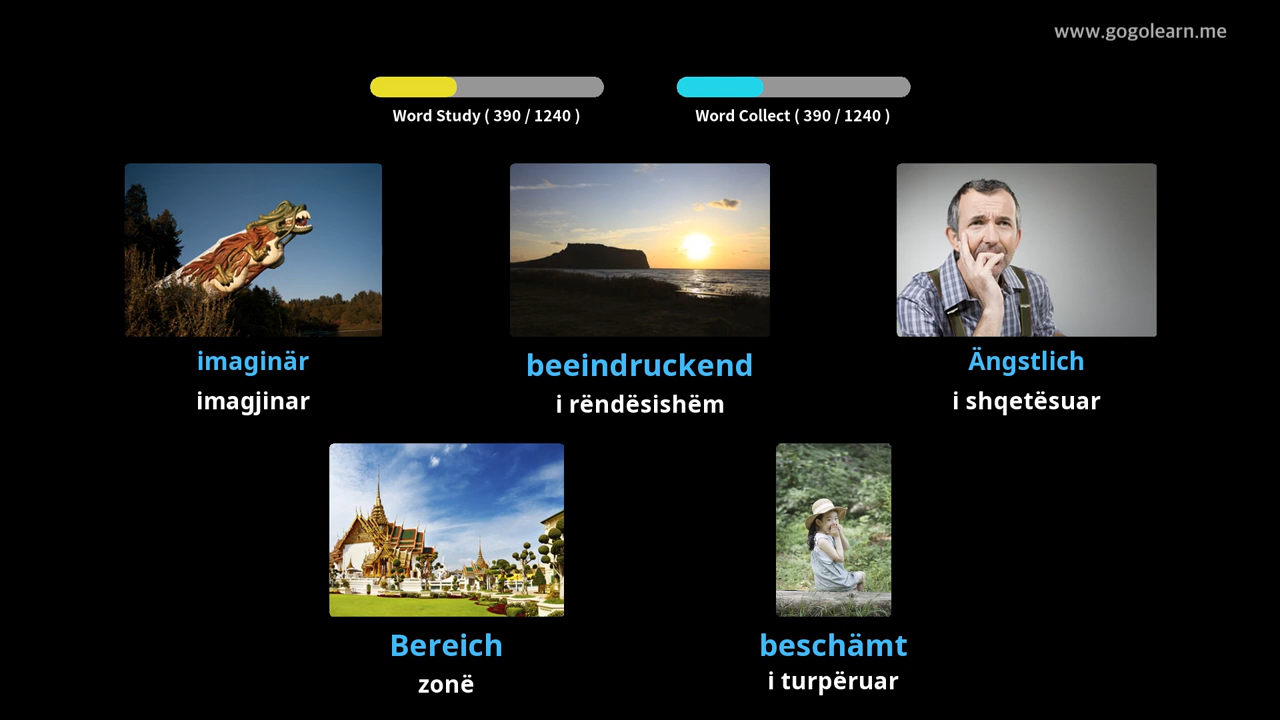 www.gogolearn.me
Word Study ( 390 / 1240 )
Word Collect ( 390 / 1240 )
imaginär
imagjinar
beeindruckend
i rëndësishëm
Ängstlich
i shqetësuar
Bereich
zonë
beschämt
i turpëruar